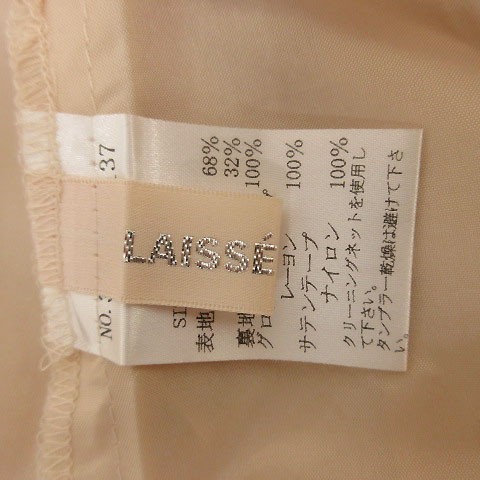 LAISSÉ
NO. 3 .37
SI
表地 68%
32%
裏地 100%
グロ
レーヨン 100%
サテンテープ
ナイロン 100%
クリーニングネットを使用し
て下さい。
タンブラー乾燥は避けて下さ
い。